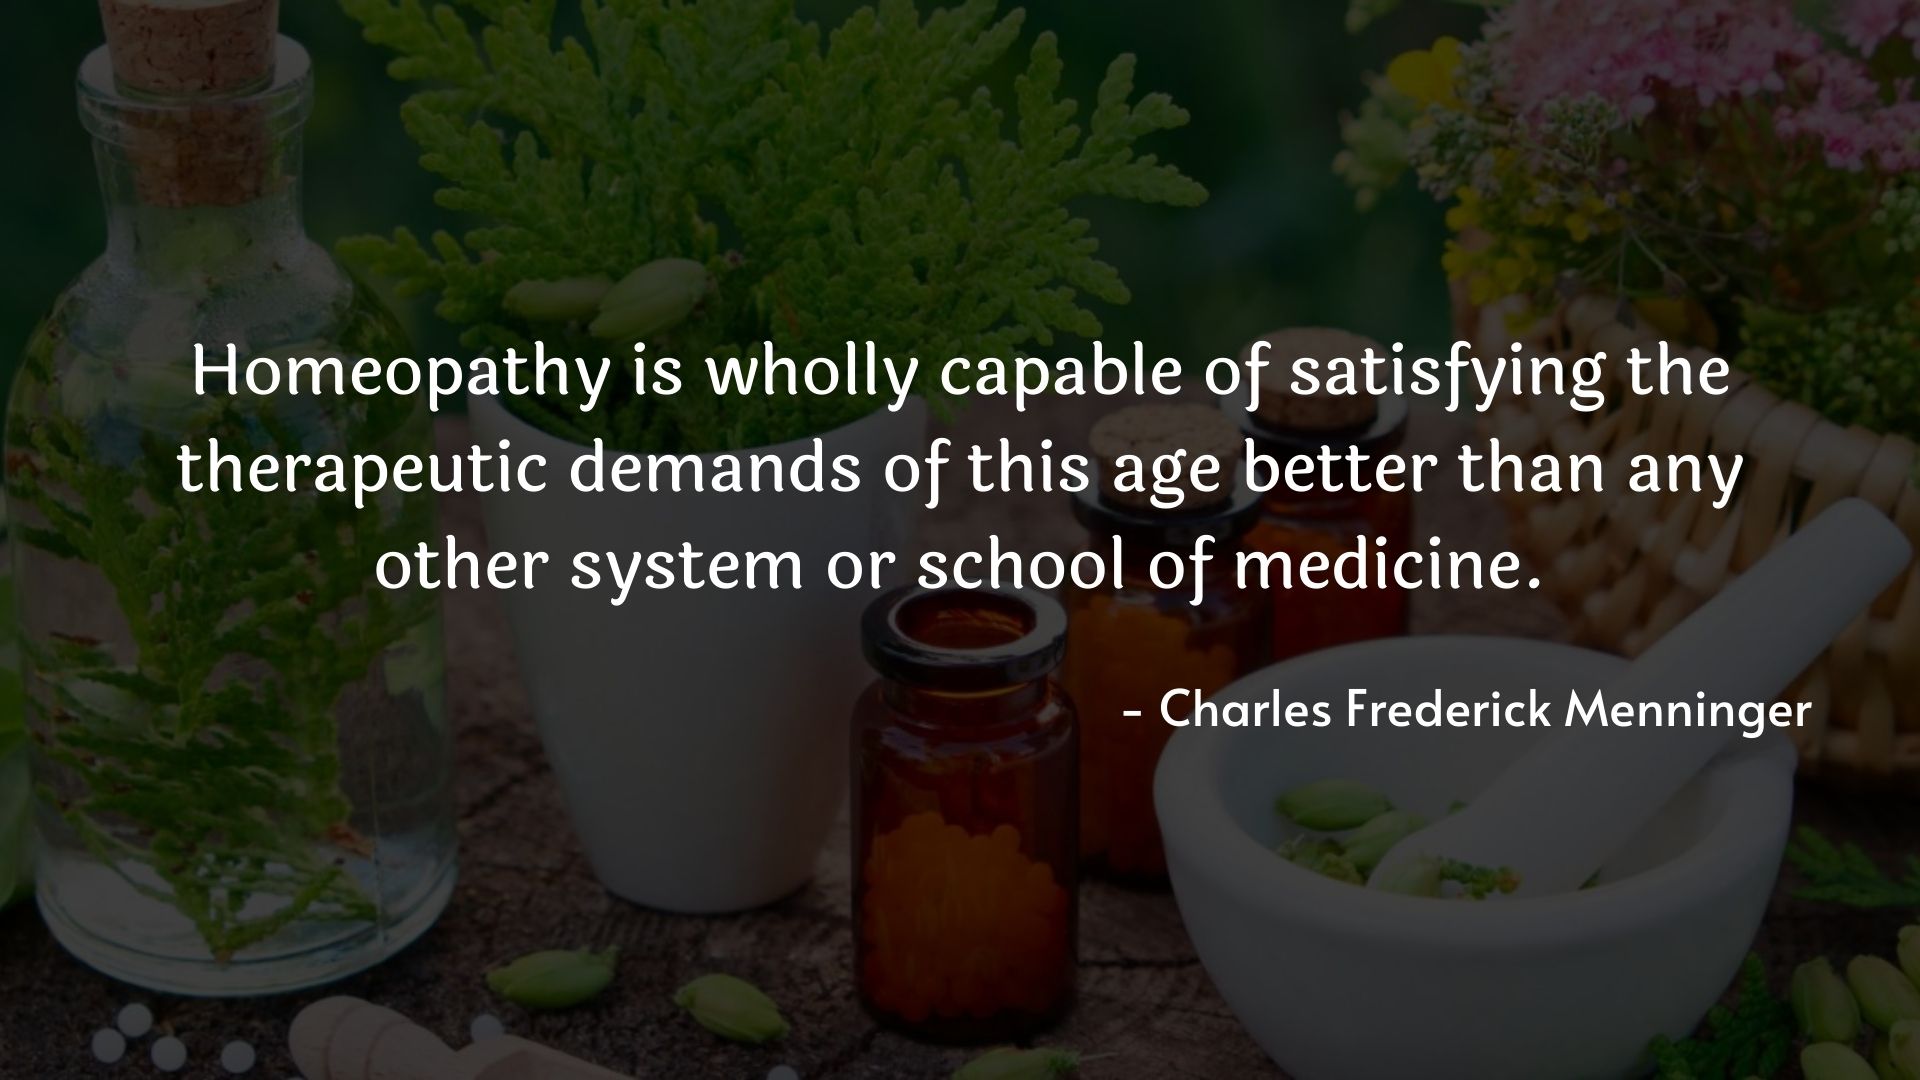 Homeopathy is wholly capable of satisfying the
therapeutic demands of this age better than any
other system or school of medicine.
- Charles Frederick Menninger